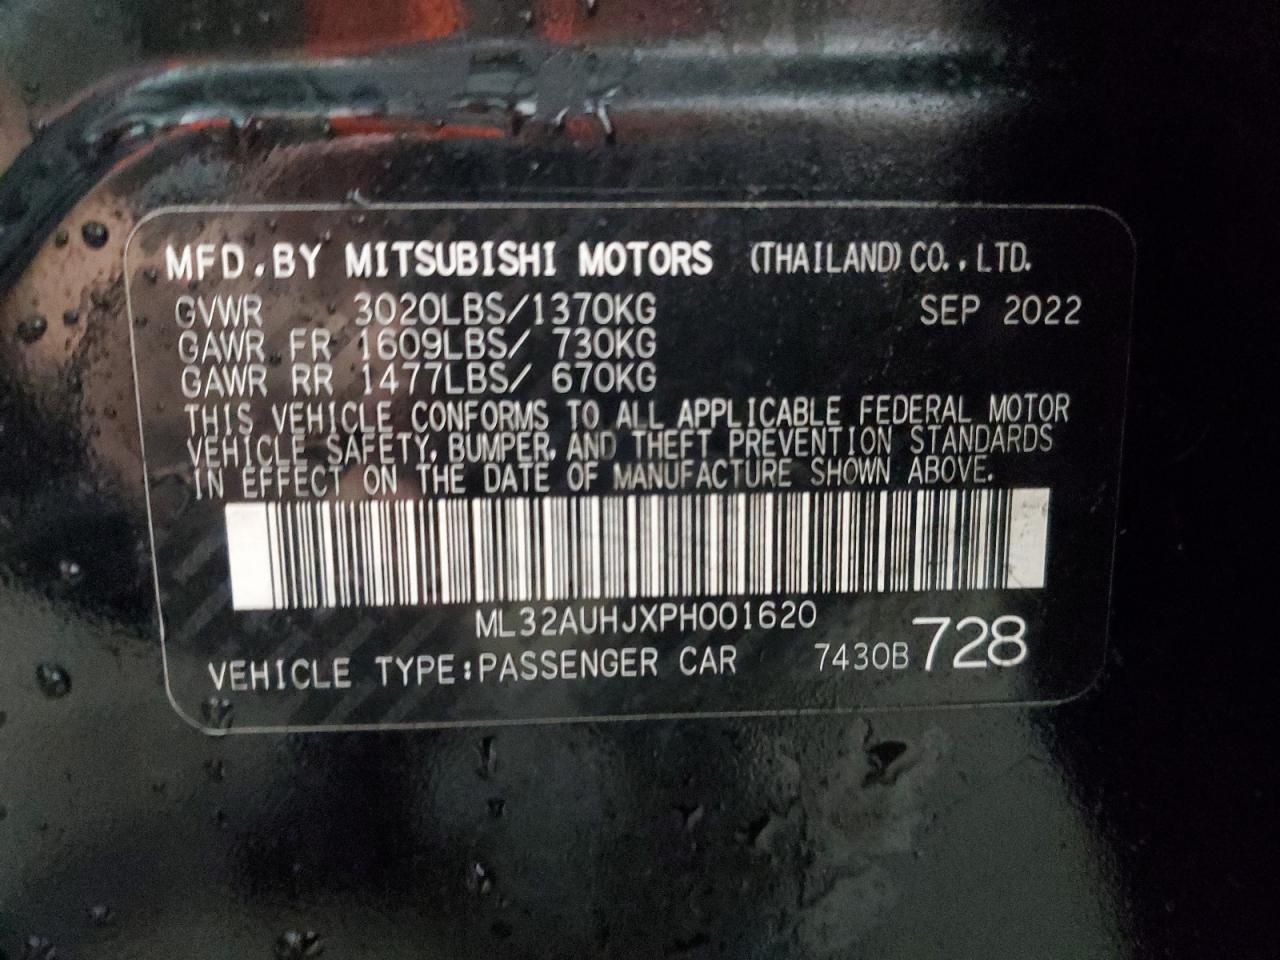 MFD.BY MITSUBISHI MOTORS (THAILAND) CO.,LTD.
GVWR 3020LBS/1370KG SEP 2022
GAWR FR 1609LBS/ 730KG
GAWR RR 1477LBS/ 670KG
THIS VEHICLE CONFORMS TO ALL APPLICABLE FEDERAL MOTOR
VEHICLE SAFETY, BUMPER, AND THEFT PREVENTION STANDARDS
IN EFFECT ON THE DATE OF MANUFACTURE SHOWN ABOVE.
ML32AUHJXPH001620
VEHICLE TYPE:PASSENGER CAR 7430B 728